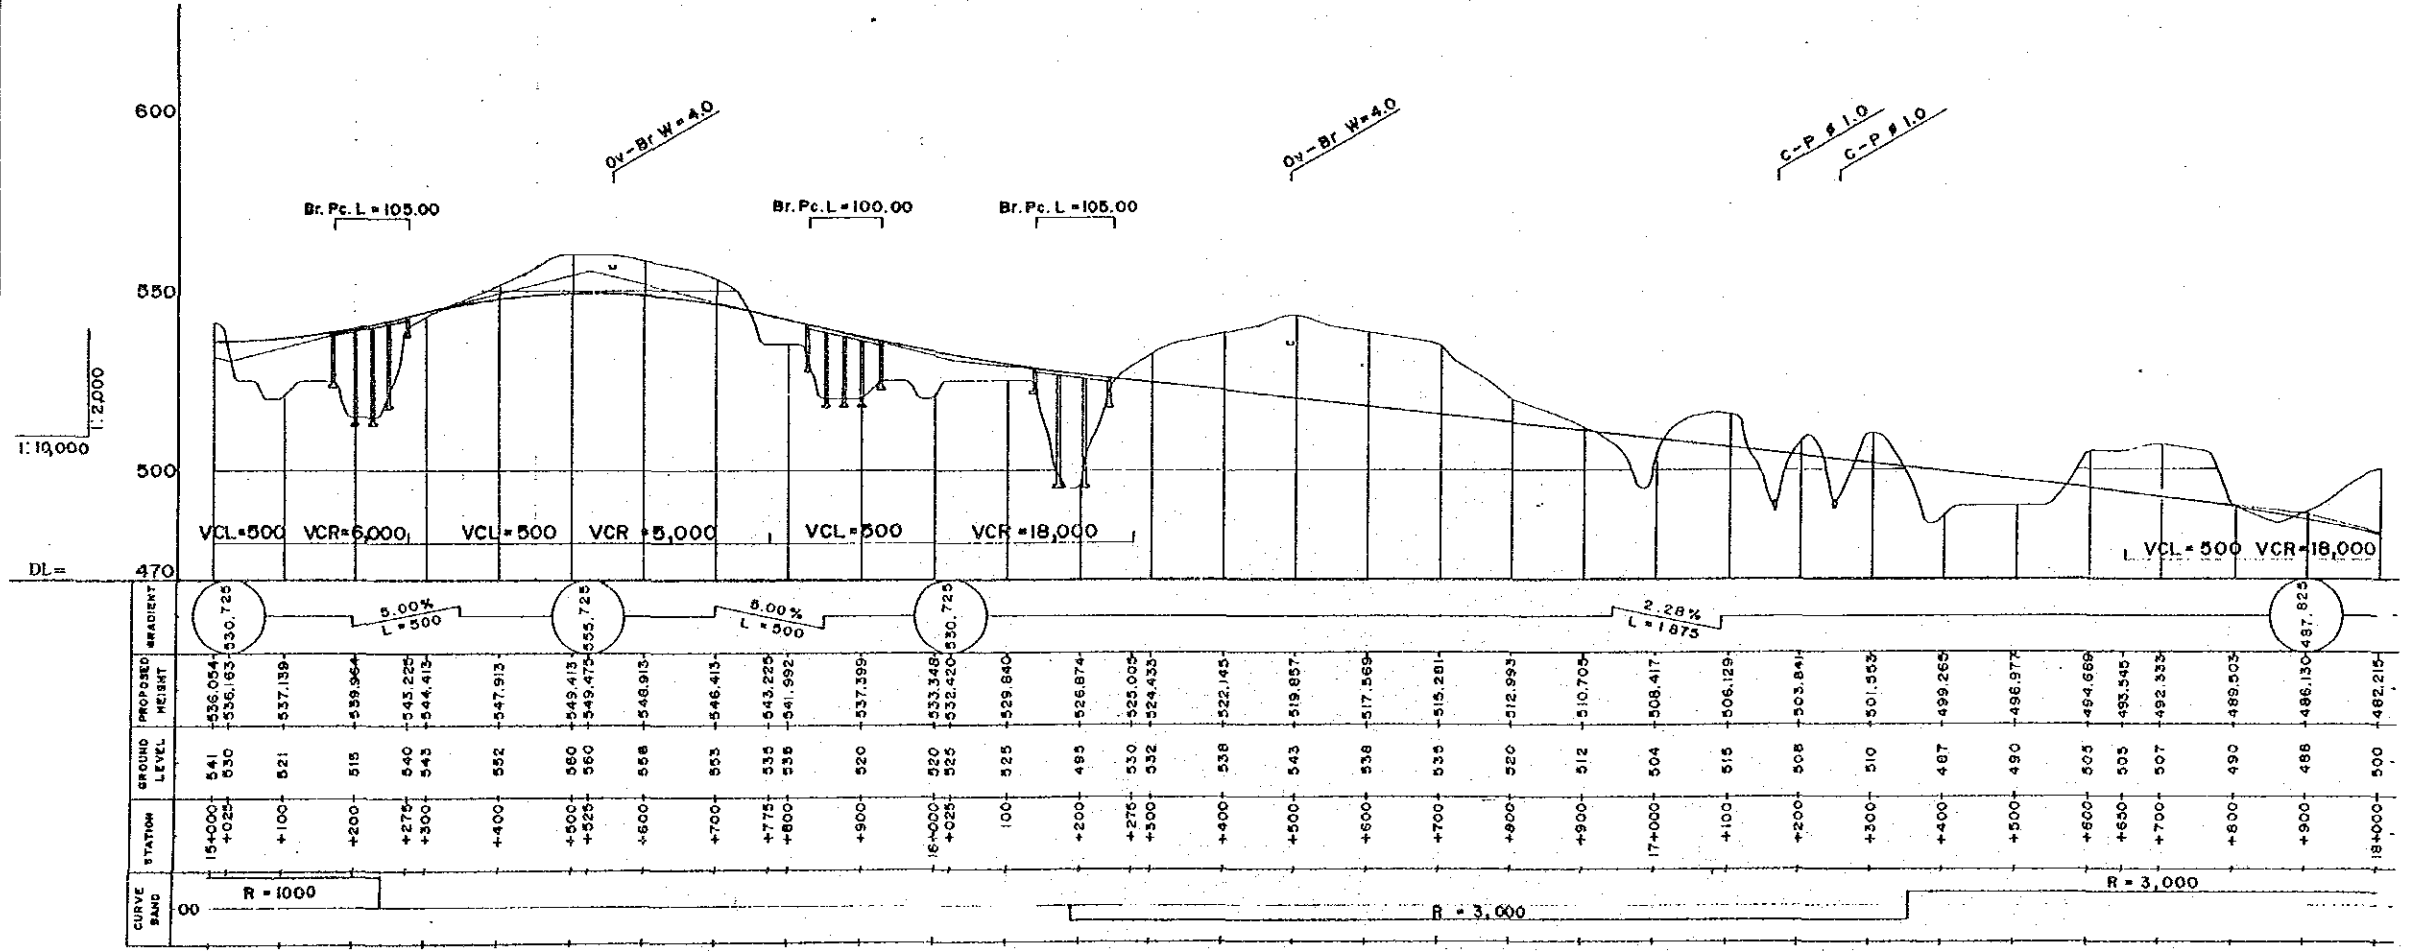 600
Ov-Br W=4.0
Ov-Br W=4.0
C-P ø 1.0
C-P ø 1.0
Br. Pc. L=105.00
Br. Pc. L=100.00
Br. Pc. L=105.00
550
1:2,000
1:10,000
500
VCL=500 VCR=6,000
VCL=500 VCR=5,000
VCL=500 VCR=18,000
VCL=500 VCR=18,000
DL= 470
GRADIENT
530.725
5.00%
L=500
555.725
5.00%
L=500
530.725
2.28%
L=1875
487.825
PROPOSED HEIGHT
536.054 536.163 537.139 539.964 543.225 544.413 547.913 549.413 549.475 548.913 546.413 543.225 541.992 537.399 533.348 532.420 529.840 526.874 525.005 524.433 522.145 519.857 517.569 515.281 512.993 510.705 508.417 506.129 503.841 501.553 499.265 496.977 494.689 493.545 492.333 489.503 486.130 482.215
GROUND LEVEL
541 530 521 515 540 543 552 560 560 558 553 535 535 520 520 525 525 495 530 532 538 543 538 535 520 512 504 515 508 510 487 490 505 505 507 490 488 500
STATION
15+000 +025 +100 +200 +275 +300 +400 +500 +525 +600 +700 +775 +800 +900 16+000 +025 100 +200 +275 +300 +400 +500 +600 +700 +800 +900 17+000 +100 +200 +300 +400 +500 +600 +650 +700 +800 +900 18+000
CURVE BAND
R=1000
R=3,000
R=3,000
00